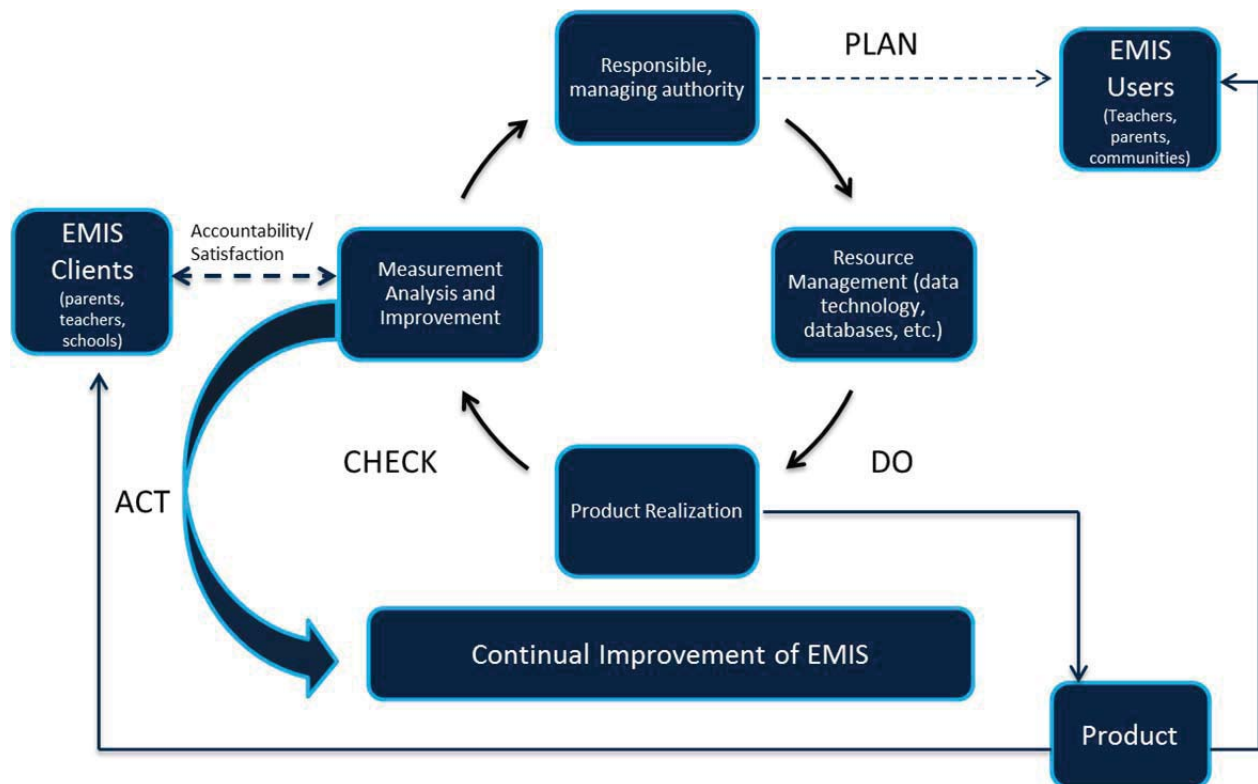 Responsible,
managing authority
PLAN
EMIS
Users
(Teachers,
parents,
communities)
EMIS
Clients
(parents,
teachers,
schools)
Accountability/
Satisfaction
Measurement
Analysis and
Improvement
Resource
Management (data
technology,
databases, etc.)
CHECK
DO
ACT
Product Realization
Continual Improvement of EMIS
Product